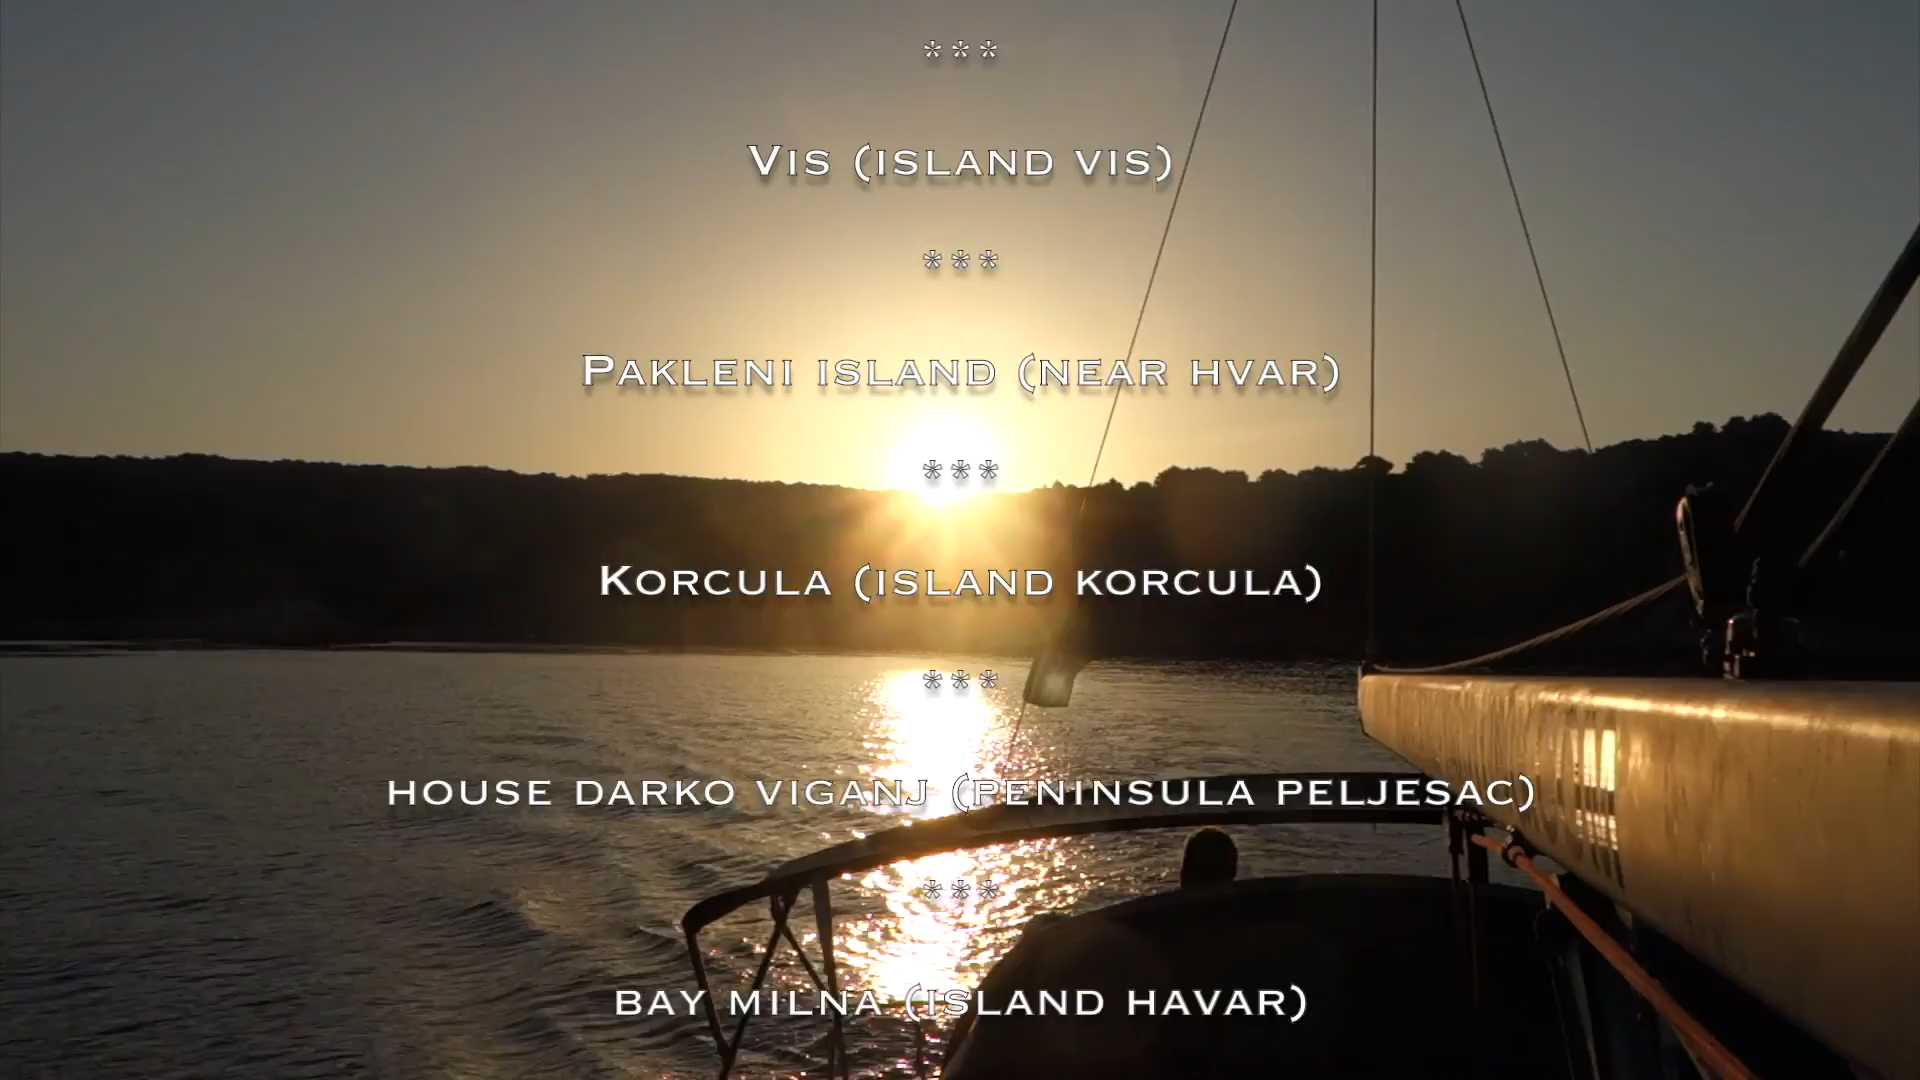 ***
Vis (island vis)
***
Pakleni island (near hvar)
***
Korcula (island korcula)
***
house darko viganj (peninsula peljesac)
***
bay milna (island havar)